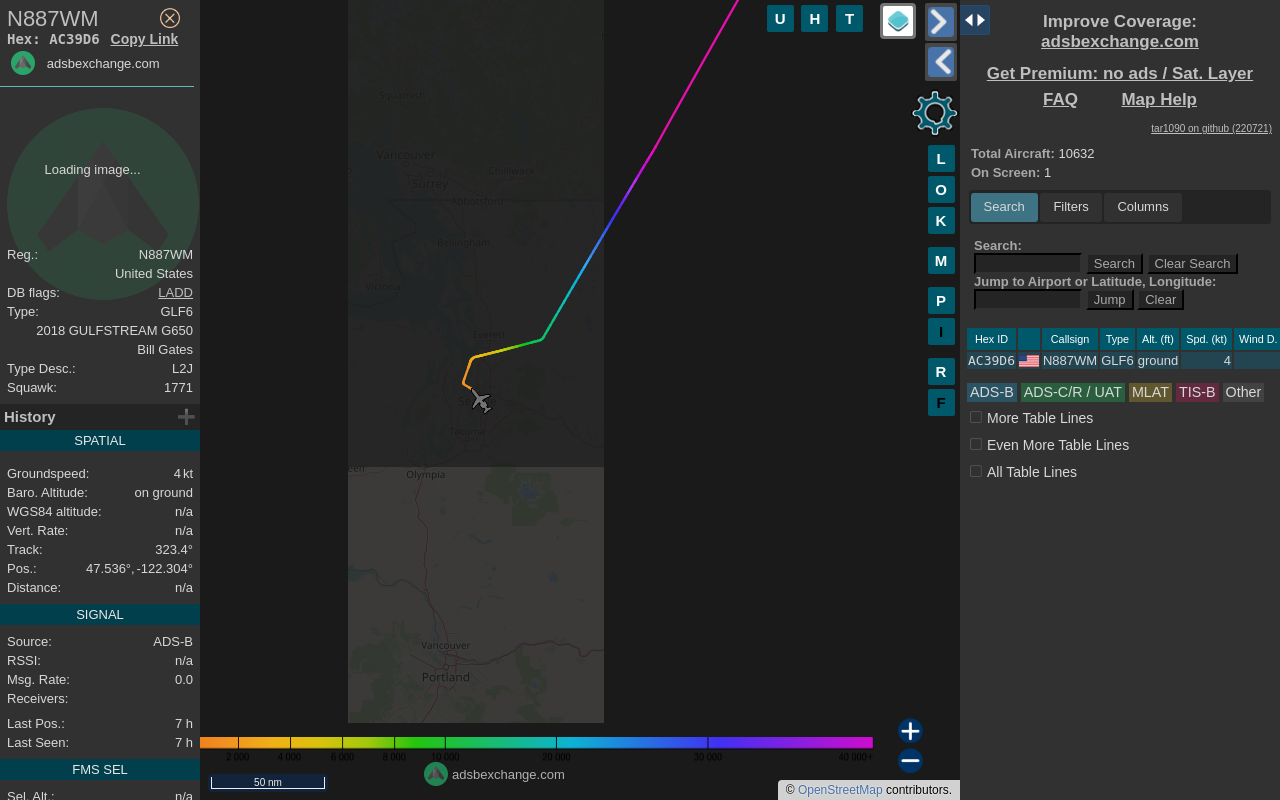 N887WM
Hex: AC39D6 Copy Link
adsbexchange.com
Loading image...
Reg.: N887WM
United States
DB flags: LADD
Type: GLF6
2018 GULFSTREAM G650
Bill Gates
Type Desc.: L2J
Squawk: 1771
History
SPATIAL
Groundspeed: 4 kt
Baro. Altitude: on ground
WGS84 altitude: n/a
Vert. Rate: n/a
Track: 323.4°
Pos.: 47.536°, -122.304°
Distance: n/a
SIGNAL
Source: ADS-B
RSSI: n/a
Msg. Rate: 0.0
Receivers:
Last Pos.: 7 h
Last Seen: 7 h
FMS SEL
Sel. Alt.: n/a
Vancouver
Surrey
Chilliwack
Abbotsford
Bellingham
Victoria
Everett
Tacoma
Olympia
Vancouver
Portland
2 000 4 000 6 000 8 000 10 000 20 000 30 000 40 000+
50 nm
adsbexchange.com
© OpenStreetMap contributors.
U H T
L
O
K
M
P
I
R
F
Improve Coverage:
adsbexchange.com
Get Premium: no ads / Sat. Layer
FAQ Map Help
tar1090 on github (220721)
Total Aircraft: 10632
On Screen: 1
Search Filters Columns
Search:
Search Clear Search
Jump to Airport or Latitude, Longitude:
Jump Clear
Hex ID Callsign Type Alt. (ft) Spd. (kt) Wind D.
AC39D6 N887WM GLF6 ground 4
ADS-B ADS-C/R / UAT MLAT TIS-B Other
More Table Lines
Even More Table Lines
All Table Lines